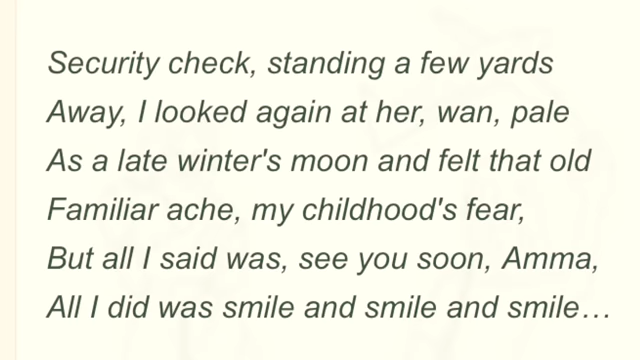 Security check, standing a few yards
Away, I looked again at her, wan, pale
As a late winter's moon and felt that old
Familiar ache, my childhood's fear,
But all I said was, see you soon, Amma,
All I did was smile and smile and smile...